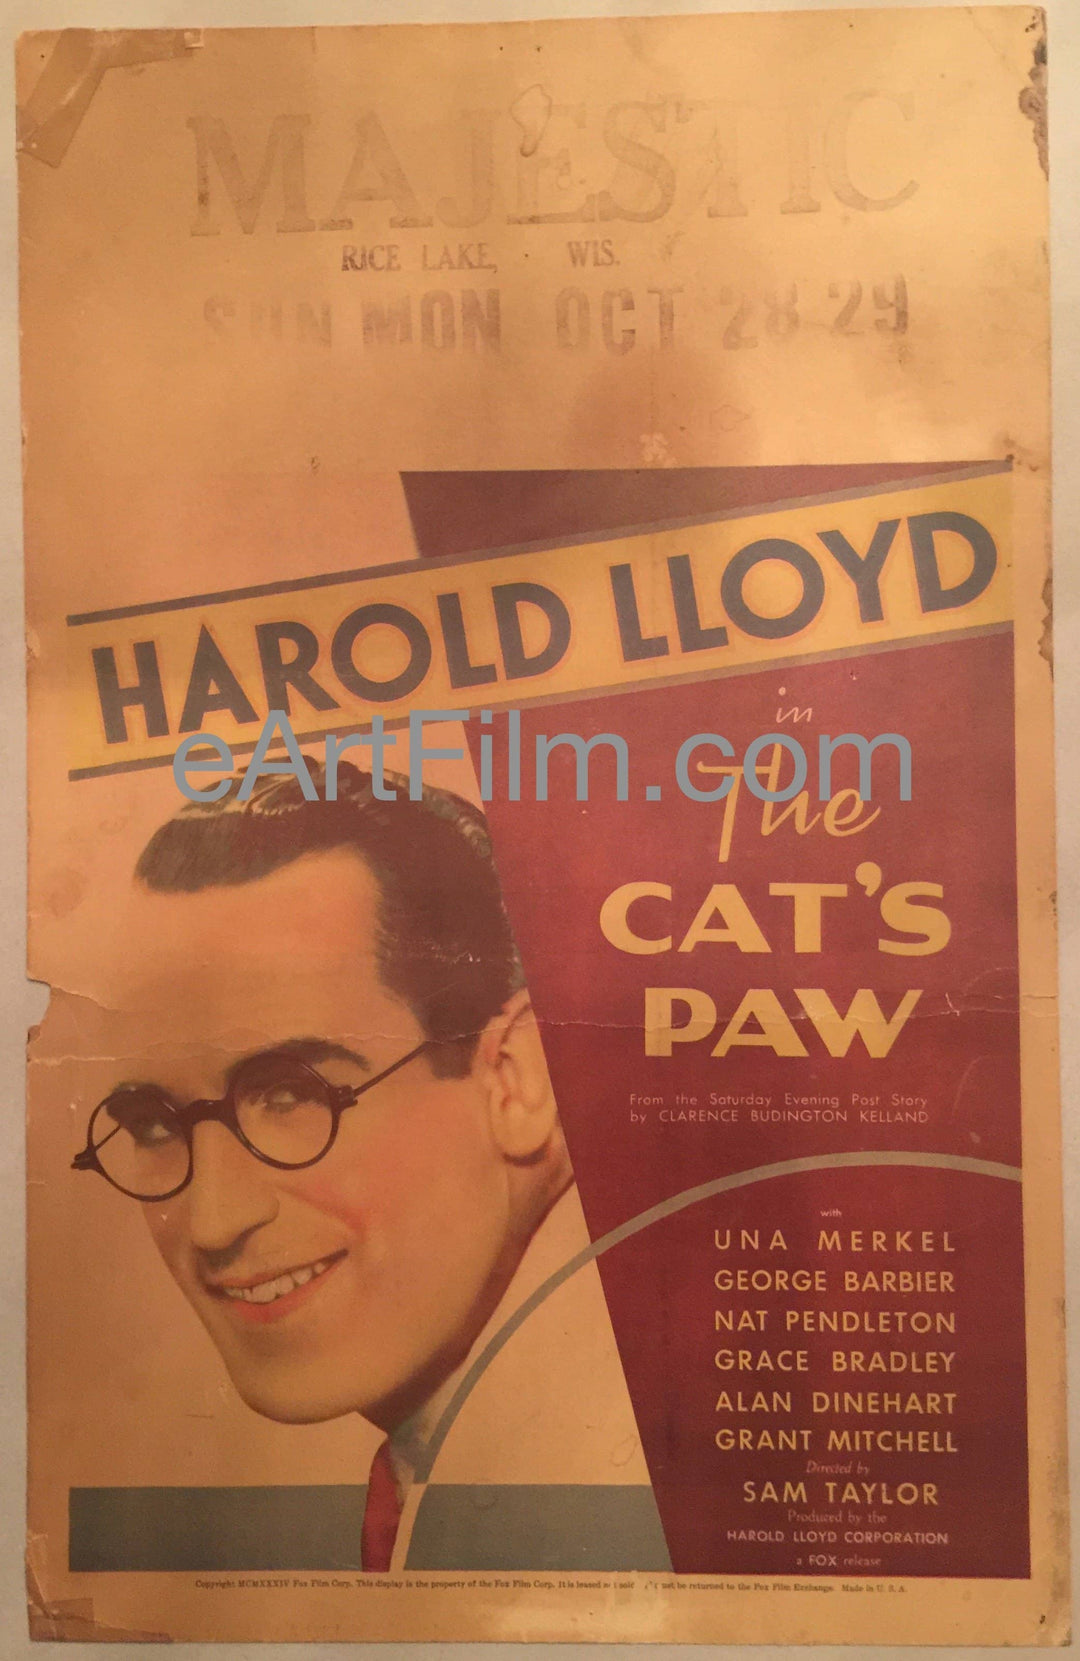 MAJESTIC
RICE LAKE, WIS.
SUN MON OCT 28-29
HAROLD LLOYD
in
The
CAT'S
PAW
eArtFilm.com
From the Saturday Evening Post Story
by CLARENCE BUDINGTON KELLAND
with
UNA MERKEL
GEORGE BARBIER
NAT PENDLETON
GRACE BRADLEY
ALAN DINEHART
GRANT MITCHELL
Directed by
SAM TAYLOR
Produced by the
HAROLD LLOYD CORPORATION
a FOX release
Copyright MCMXXXIV Fox Film Corp. This display is the property of the Fox Film Corp. It is leased not sold be returned to the Fox Film Exchange. Made in U. S. A.